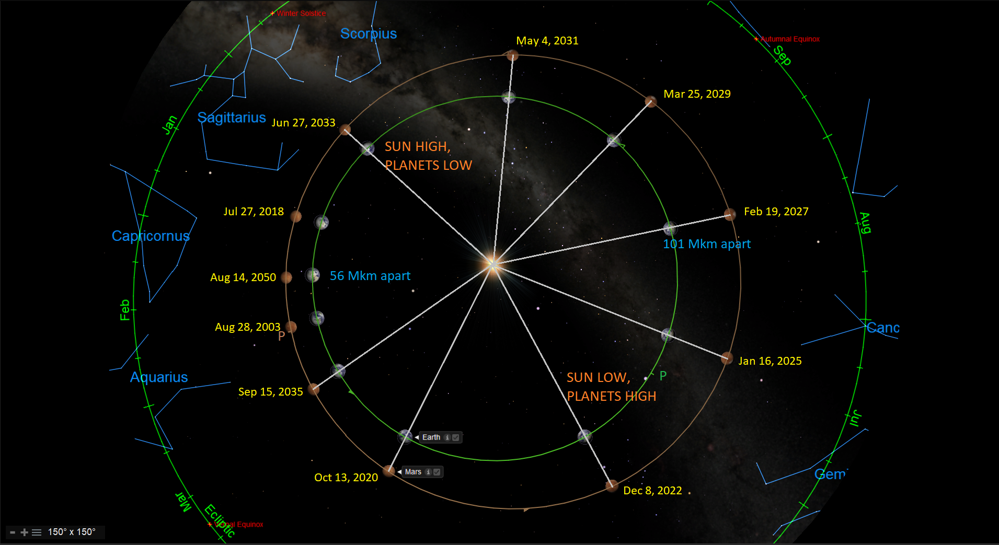 Winter Solstice
Scorpius
May 4, 2031
Autumnal Equinox
Sep
Mar 25, 2029
Jan
Sagittarius
Jun 27, 2033
SUN HIGH,
PLANETS LOW
Jul 27, 2018
Feb 19, 2027
Aug
Capricornus
101 Mkm apart
Aug 14, 2050
56 Mkm apart
Feb
Aug 28, 2003
P
Canc
Jan 16, 2025
Aquarius
Sep 15, 2035
SUN LOW,
PLANETS HIGH
P
Jul
Earth
Mars
Oct 13, 2020
Dec 8, 2022
Gem
Mar
Ecliptic
Vernal Equinox
150° x 150°